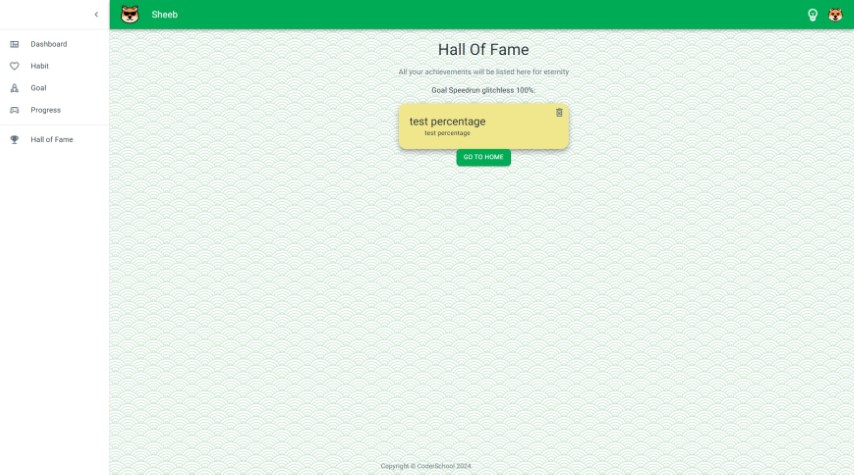 Sheeb
Dashboard
Habit
Goal
Progress
Hall of Fame
Hall Of Fame
All your achievements will be listed here for eternity
Goal Speedrun glitchless 100%:
test percentage
test percentage
GO TO HOME
Copyright © CoderSchool 2024.